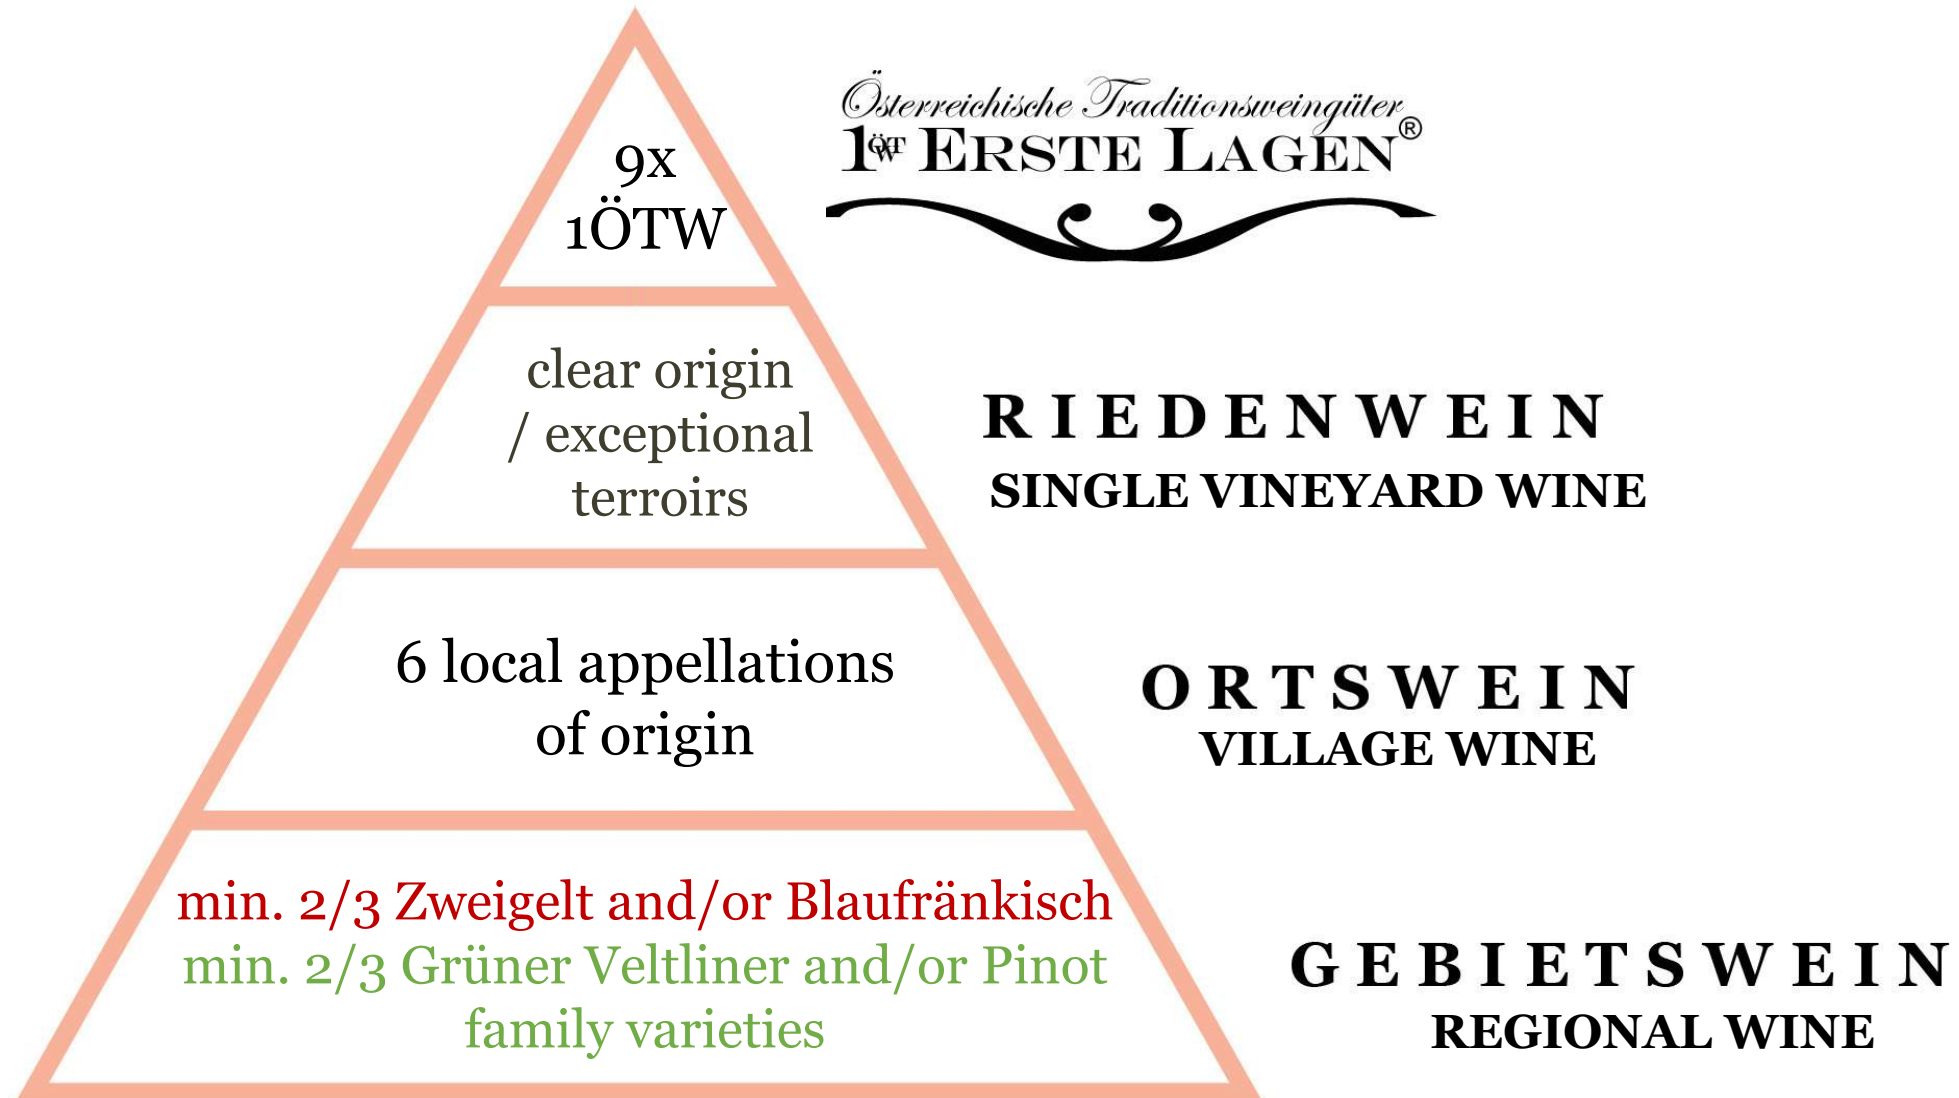 Österreichische Traditionsweingüter
1ÖTW ERSTE LAGEN®
9x
1ÖTW
clear origin
/ exceptional
terroirs
RIEDENWEIN
SINGLE VINEYARD WINE
6 local appellations
of origin
ORTSWEIN
VILLAGE WINE
min. 2/3 Zweigelt and/or Blaufränkisch
min. 2/3 Grüner Veltliner and/or Pinot
family varieties
GEBIETSWEIN
REGIONAL WINE